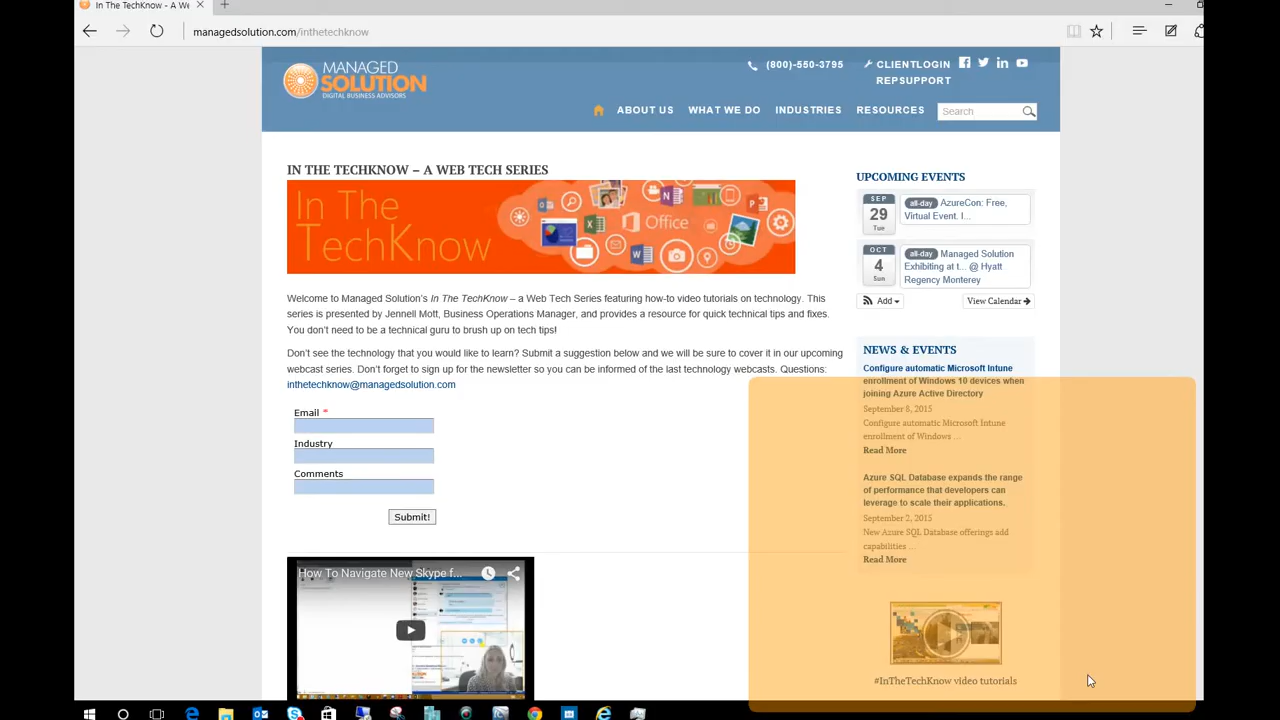 In The TechKnow - A We
managedsolution.com/inthetechknow
MANAGED
SOLUTION
DIGITAL BUSINESS ADVISORS
(800)-550-3795
CLIENTLOGIN
REPSUPPORT
ABOUT US
WHAT WE DO
INDUSTRIES
RESOURCES
Search
IN THE TECHKNOW – A WEB TECH SERIES
In The
TechKnow
Office
Welcome to Managed Solution's In The TechKnow – a Web Tech Series featuring how-to video tutorials on technology. This
series is presented by Jennell Mott, Business Operations Manager, and provides a resource for quick technical tips and fixes.
You don't need to be a technical guru to brush up on tech tips!
Don't see the technology that you would like to learn? Submit a suggestion below and we will be sure to cover it in our upcoming
webcast series. Don't forget to sign up for the newsletter so you can be informed of the last technology webcasts. Questions:
inthetechknow@managedsolution.com
Email *
Industry
Comments
Submit!
How To Navigate New Skype f...
UPCOMING EVENTS
SEP
29
Tue
all-day AzureCon: Free,
Virtual Event. I...
OCT
4
Sun
all-day Managed Solution
Exhibiting at t... @ Hyatt
Regency Monterey
Add
View Calendar
NEWS & EVENTS
Configure automatic Microsoft Intune
enrollment of Windows 10 devices when
joining Azure Active Directory
September 8, 2015
Configure automatic Microsoft Intune
enrollment of Windows ...
Read More
Azure SQL Database expands the range
of performance that developers can
leverage to scale their applications.
September 2, 2015
New Azure SQL Database offerings add
capabilities ...
Read More
#InTheTechKnow video tutorials